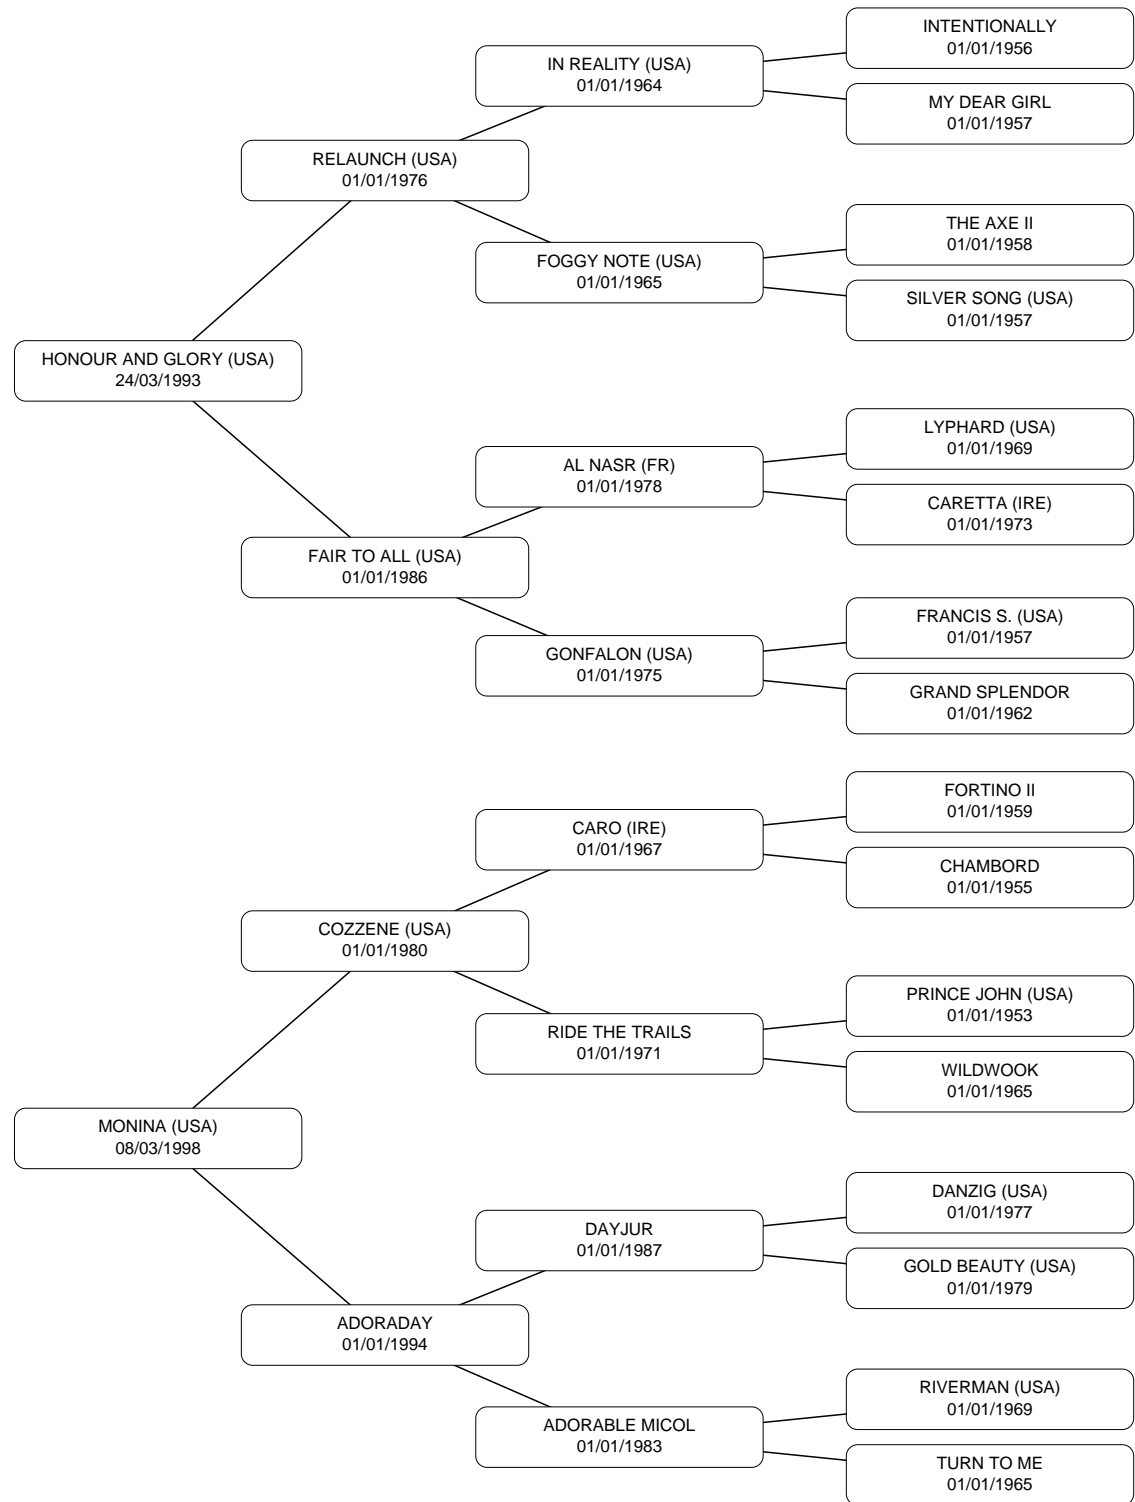 INTENTIONALLY
01/01/1956
IN REALITY (USA)
01/01/1964
MY DEAR GIRL
01/01/1957
RELAUNCH (USA)
01/01/1976
THE AXE II
01/01/1958
FOGGY NOTE (USA)
01/01/1965
SILVER SONG (USA)
01/01/1957
HONOUR AND GLORY (USA)
24/03/1993
LYPHARD (USA)
01/01/1969
AL NASR (FR)
01/01/1978
CARETTA (IRE)
01/01/1973
FAIR TO ALL (USA)
01/01/1986
FRANCIS S. (USA)
01/01/1957
GONFALON (USA)
01/01/1975
GRAND SPLENDOR
01/01/1962
FORTINO II
01/01/1959
CARO (IRE)
01/01/1967
CHAMBORD
01/01/1955
COZZENE (USA)
01/01/1980
PRINCE JOHN (USA)
01/01/1953
RIDE THE TRAILS
01/01/1971
WILDWOOK
01/01/1965
MONINA (USA)
08/03/1998
DANZIG (USA)
01/01/1977
DAYJUR
01/01/1987
GOLD BEAUTY (USA)
01/01/1979
ADORADAY
01/01/1994
RIVERMAN (USA)
01/01/1969
ADORABLE MICOL
01/01/1983
TURN TO ME
01/01/1965